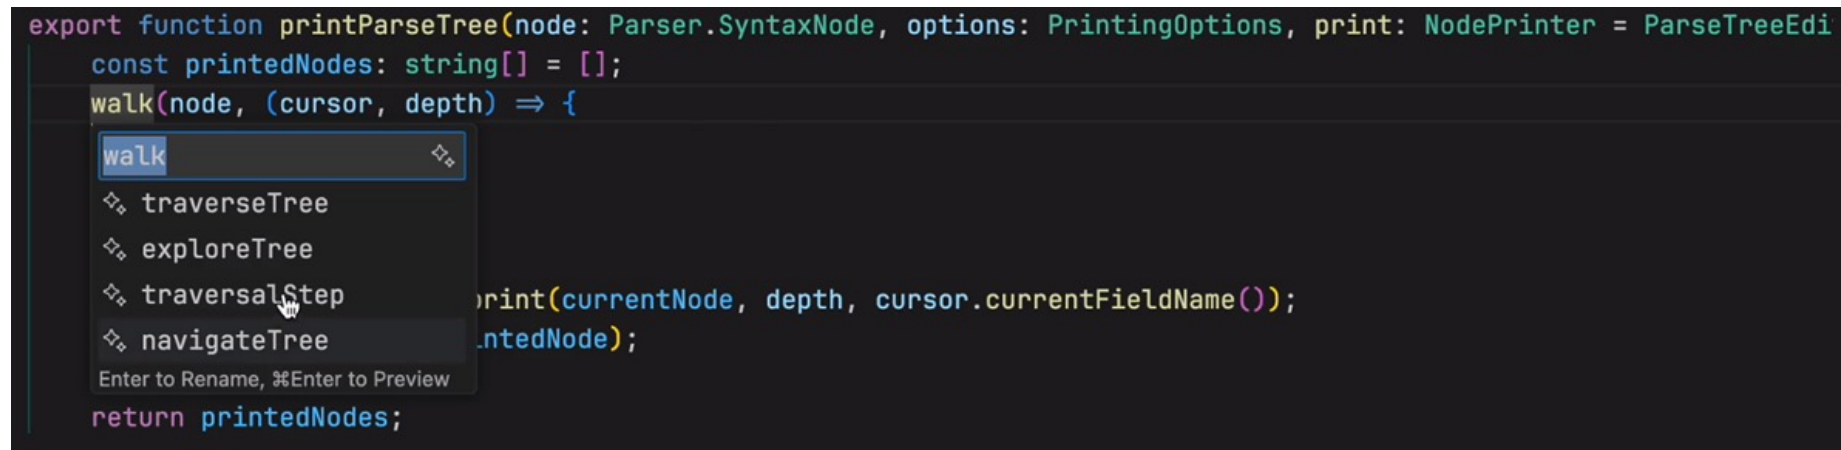 export function printParseTree(node: Parser.SyntaxNode, options: PrintingOptions, print: NodePrinter = ParseTreeEdi
const printedNodes: string[] = [];
walk(node, (cursor, depth) => {
walk
traverseTree
exploreTree
traversalStep
print(currentNode, depth, cursor.currentFieldName());
navigateTree
ntedNode);
Enter to Rename, ⌘Enter to Preview
return printedNodes;